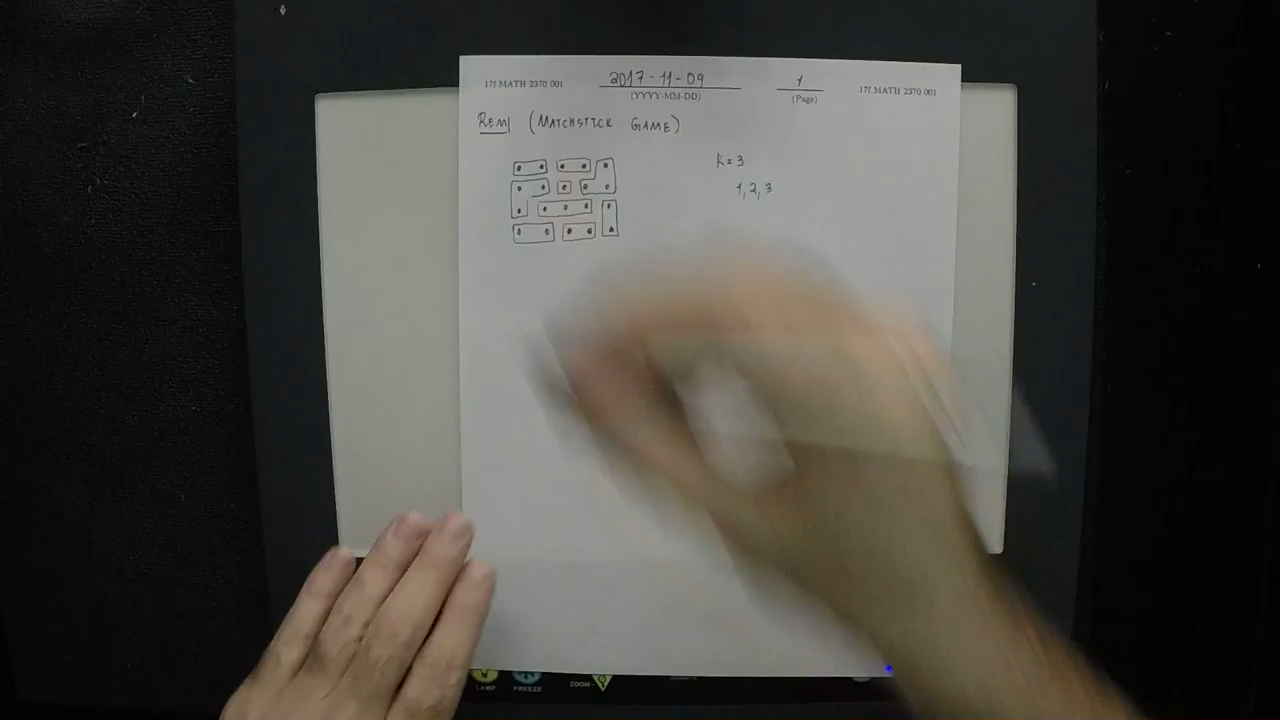 17f MATH 2370 001 2017-11-09 1 17f MATH 2370 001
(YYYY-MM-DD) (Page)
REM (MATCHSTICK GAME)
K=3
1, 2, 3
LAMP FREEZE ZOOM